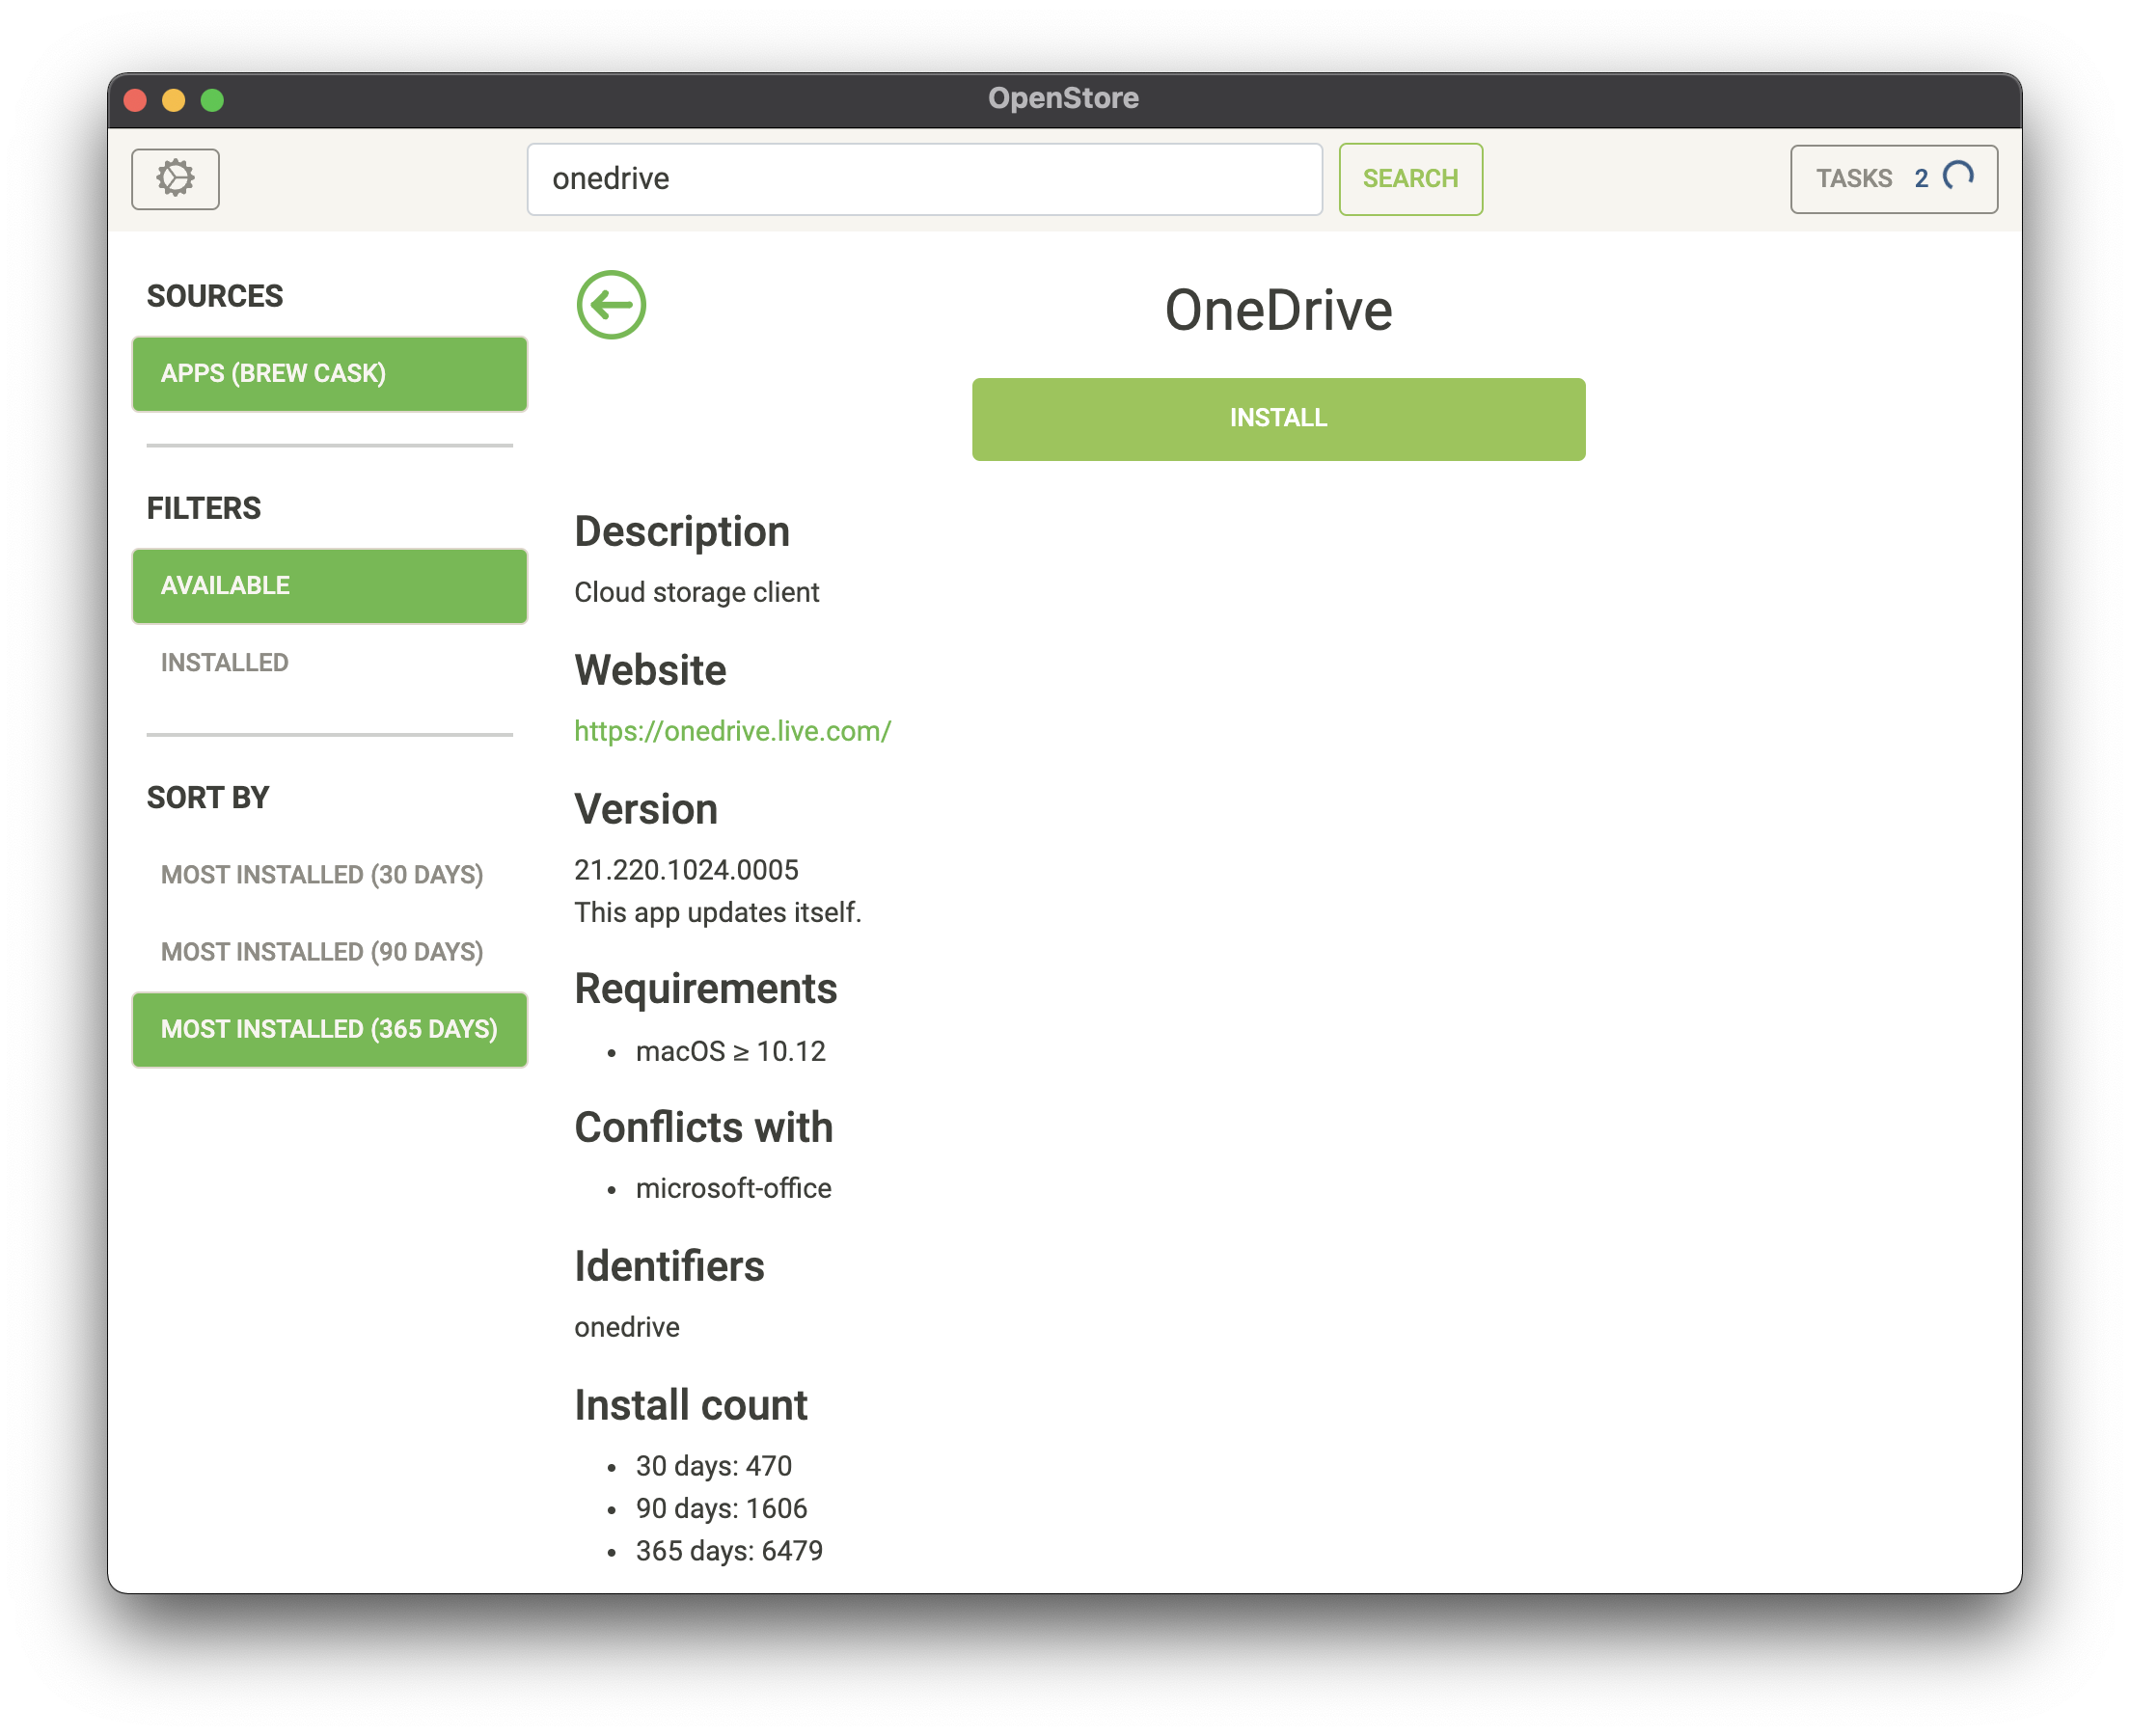 OpenStore
onedrive
SEARCH
TASKS 2
SOURCES
APPS (BREW CASK)
FILTERS
AVAILABLE
INSTALLED
SORT BY
MOST INSTALLED (30 DAYS)
MOST INSTALLED (90 DAYS)
MOST INSTALLED (365 DAYS)
OneDrive
INSTALL
Description
Cloud storage client
Website
https://onedrive.live.com/
Version
21.220.1024.0005
This app updates itself.
Requirements
• macOS ≥ 10.12
Conflicts with
• microsoft-office
Identifiers
onedrive
Install count
• 30 days: 470
• 90 days: 1606
• 365 days: 6479